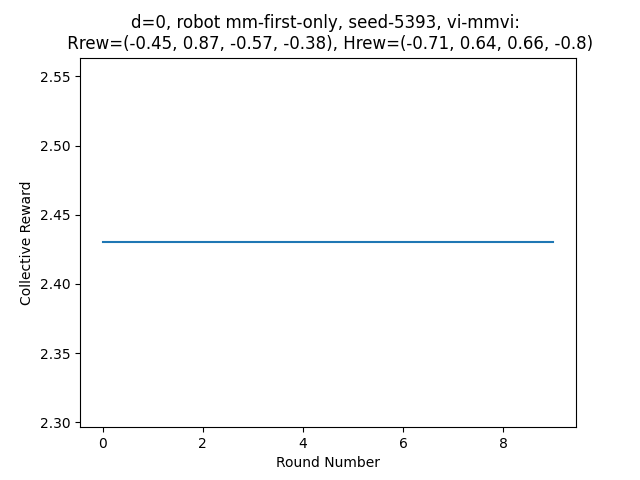 d=0, robot mm-first-only, seed-5393, vi-mmvi:
Rrew=(-0.45, 0.87, -0.57, -0.38), Hrew=(-0.71, 0.64, 0.66, -0.8)
2.55
2.50
2.45
2.40
2.35
2.30
Collective Reward
0 2 4 6 8
Round Number